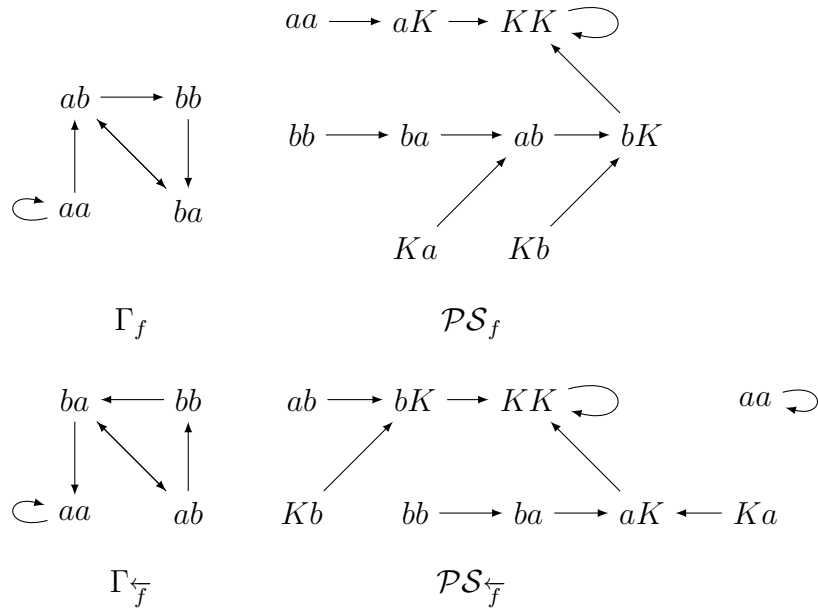 aa aK KK
ab bb
bb ba ab bK
aa ba
Ka Kb
Γ_f 𝒫𝒮_f
ba bb ab bK KK aa
aa ab Kb bb ba aK Ka
Γ_{\overleftarrow{f}} 𝒫𝒮_{\overleftarrow{f}}